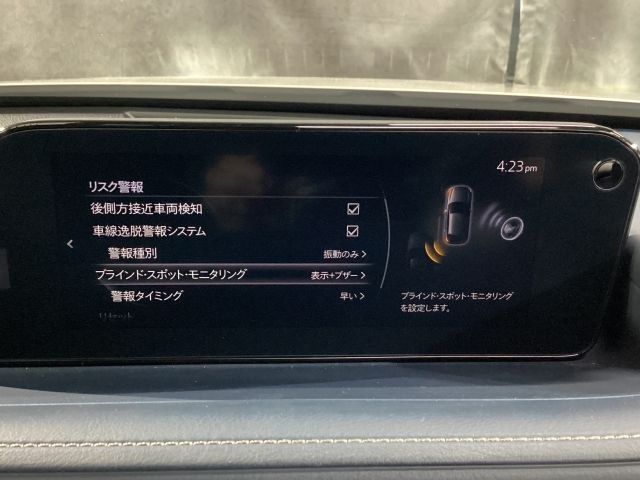 4:23pm
リスク警報
後側方接近車両検知
車線逸脱警報システム
警報種別 振動のみ
ブラインド・スポット・モニタリング 表示+ブザー
警報タイミング 早い
ブラインド・スポット・モニタリング
を設定します。